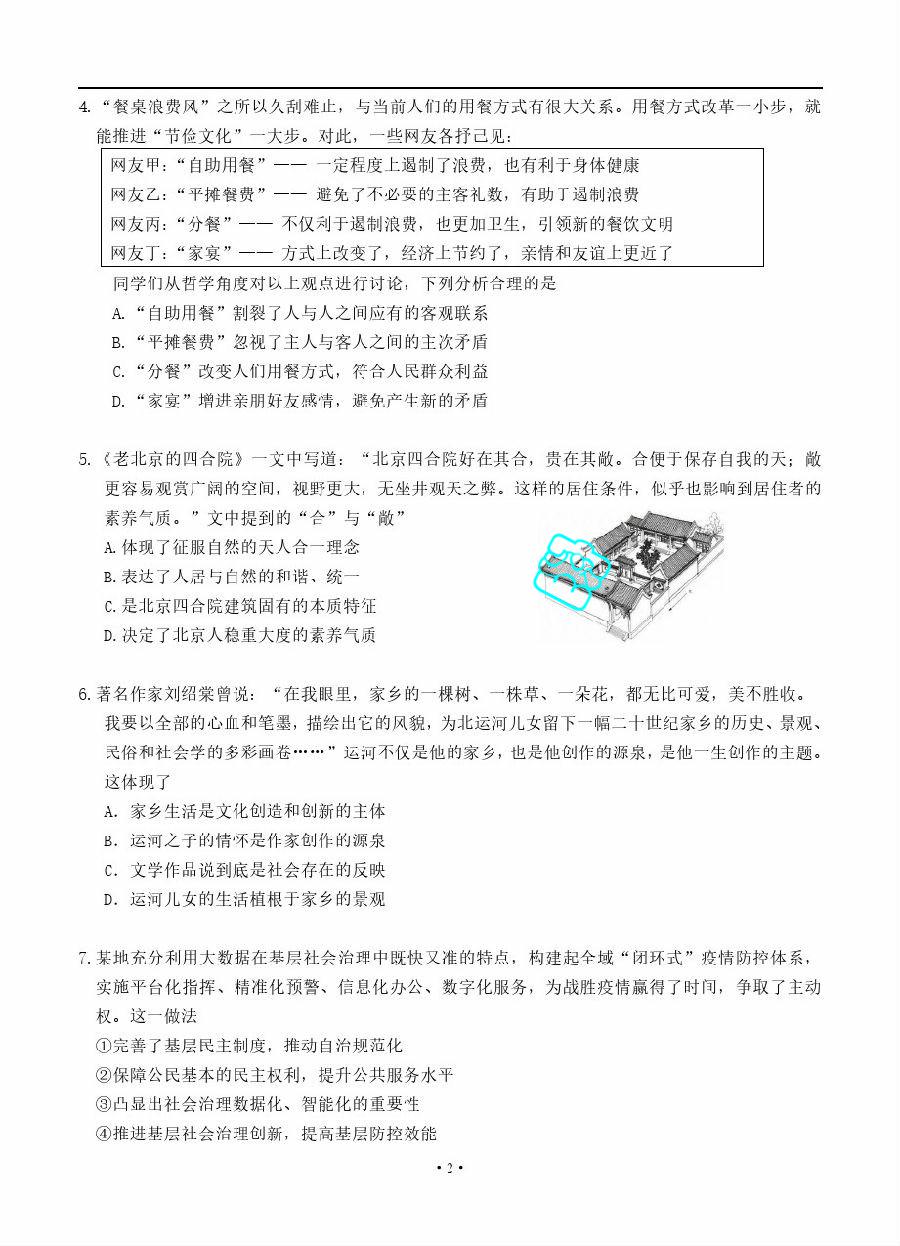 4. “餐桌浪费风”之所以久刮难止，与当前人们的用餐方式有很大关系。用餐方式改革一小步，就
能推进“节俭文化”一大步。对此，一些网友各抒己见：
网友甲：“自助用餐”—— 一定程度上遏制了浪费，也有利于身体健康
网友乙：“平摊餐费”—— 避免了不必要的主客礼数，有助于遏制浪费
网友丙：“分餐”—— 不仅利于遏制浪费，也更加卫生，引领新的餐饮文明
网友丁：“家宴”—— 方式上改变了，经济上节约了，亲情和友谊上更近了
同学们从哲学角度对以上观点进行讨论，下列分析合理的是
A. “自助用餐”割裂了人与人之间应有的客观联系
B. “平摊餐费”忽视了主人与客人之间的主次矛盾
C. “分餐”改变人们用餐方式，符合人民群众利益
D. “家宴”增进亲朋好友感情，避免产生新的矛盾
5.《老北京的四合院》一文中写道：“北京四合院好在其合，贵在其敞。合便于保存自我的天；敞
更容易观赏广阔的空间，视野更大，无坐井观天之弊。这样的居住条件，似乎也影响到居住者的
素养气质。”文中提到的“合”与“敞”
A.体现了征服自然的天人合一理念
B.表达了人居与自然的和谐、统一
C.是北京四合院建筑固有的本质特征
D.决定了北京人稳重大度的素养气质
6.著名作家刘绍棠曾说：“在我眼里，家乡的一棵树、一株草、一朵花，都无比可爱，美不胜收。
我要以全部的心血和笔墨，描绘出它的风貌，为北运河儿女留下一幅二十世纪家乡的历史、景观、
民俗和社会学的多彩画卷……”运河不仅是他的家乡，也是他创作的源泉，是他一生创作的主题。
这体现了
A. 家乡生活是文化创造和创新的主体
B. 运河之子的情怀是作家创作的源泉
C. 文学作品说到底是社会存在的反映
D. 运河儿女的生活植根于家乡的景观
7.某地充分利用大数据在基层社会治理中既快又准的特点，构建起全域“闭环式”疫情防控体系，
实施平台化指挥、精准化预警、信息化办公、数字化服务，为战胜疫情赢得了时间，争取了主动
权。这一做法
①完善了基层民主制度，推动自治规范化
②保障公民基本的民主权利，提升公共服务水平
③凸显出社会治理数据化、智能化的重要性
④推进基层社会治理创新，提高基层防控效能
·2·